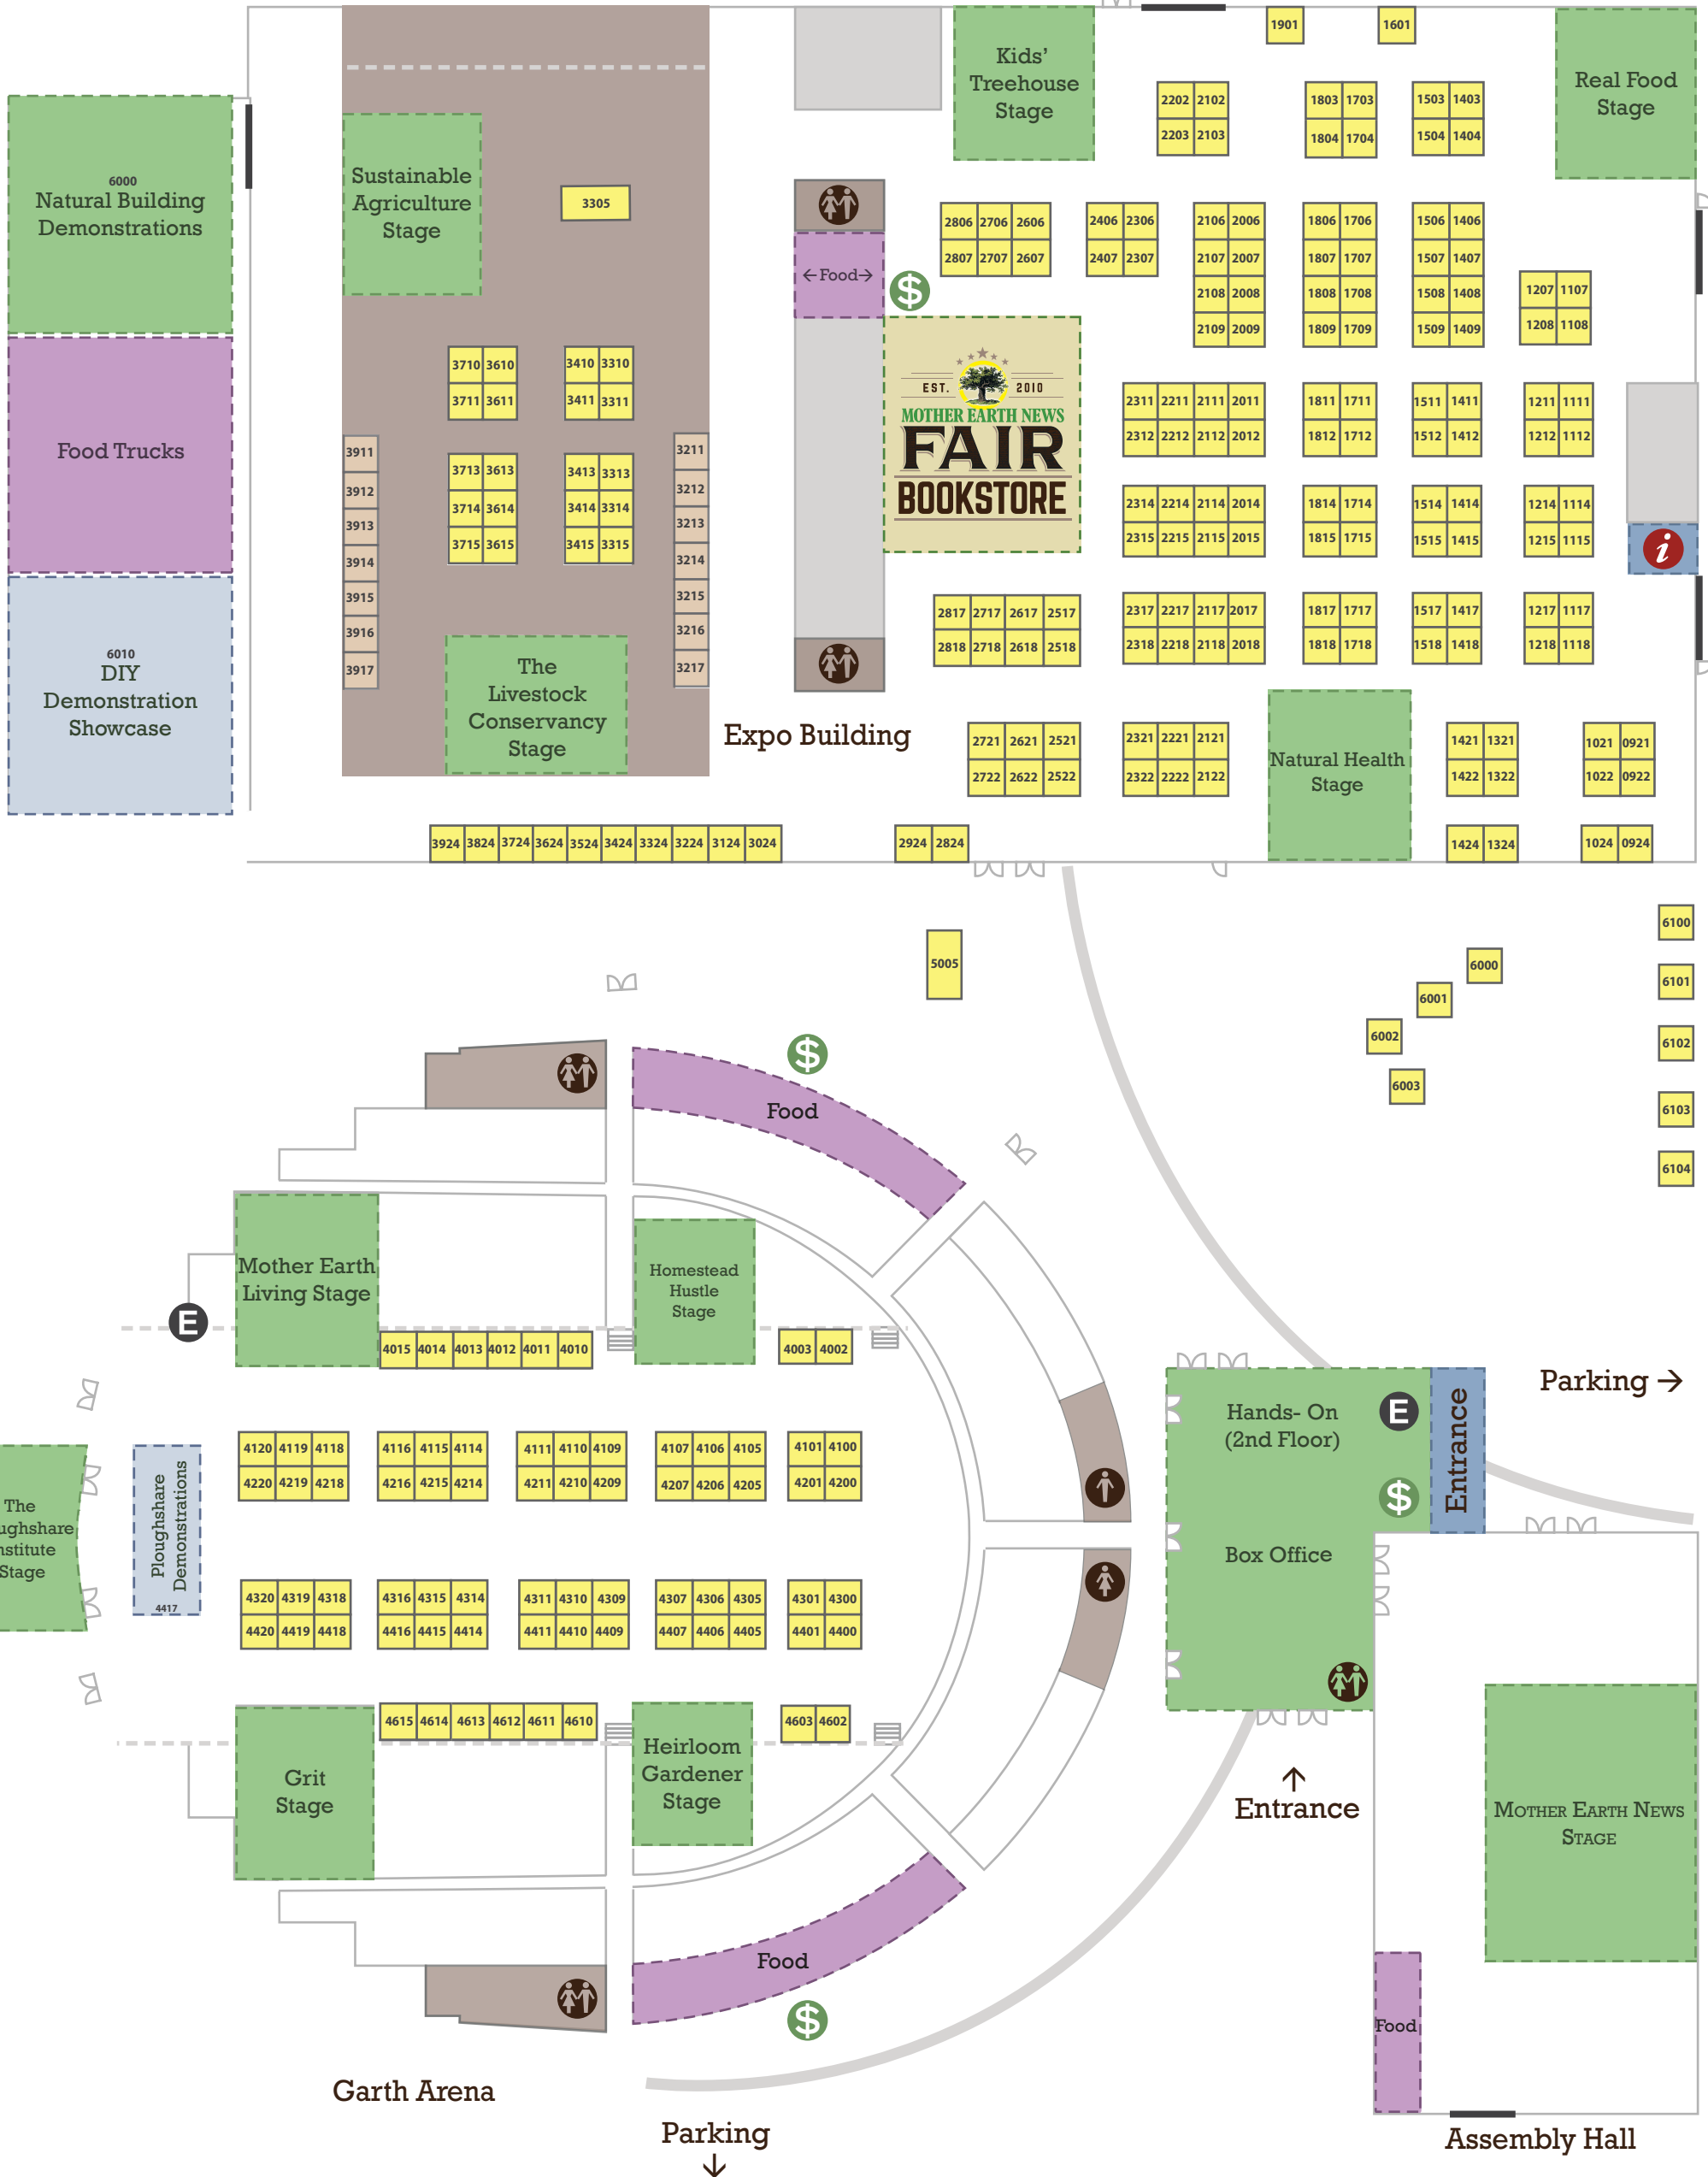 1901 1601
Kids’
Treehouse
Stage
Real Food
Stage
2202 2102 1803 1703 1503 1403
2203 2103 1804 1704 1504 1404
6000
Natural Building
Demonstrations
Sustainable
Agriculture
Stage
3305
2806 2706 2606 2406 2306 2106 2006 1806 1706 1506 1406
2807 2707 2607 2407 2307 2107 2007 1807 1707 1507 1407
←Food→
$
2108 2008 1808 1708 1508 1408 1207 1107
2109 2009 1809 1709 1509 1409 1208 1108
EST. 2010
MOTHER EARTH NEWS
FAIR
BOOKSTORE
3710 3610 3410 3310
3711 3611 3411 3311
2311 2211 2111 2011 1811 1711 1511 1411 1211 1111
2312 2212 2112 2012 1812 1712 1512 1412 1212 1112
Food Trucks
3911 3211
3912 3713 3613 3413 3313 3212
3913 3714 3614 3414 3314 3213
3914 3715 3615 3415 3315 3214
3915 3215
3916 3216
3917 3217
2314 2214 2114 2014 1814 1714 1514 1414 1214 1114
2315 2215 2115 2015 1815 1715 1515 1415 1215 1115
i
2817 2717 2617 2517 2317 2217 2117 2017 1817 1717 1517 1417 1217 1117
2818 2718 2618 2518 2318 2218 2118 2018 1818 1718 1518 1418 1218 1118
6010
DIY
Demonstration
Showcase
The
Livestock
Conservancy
Stage
Expo Building
2721 2621 2521 2321 2221 2121 1421 1321 1021 0921
2722 2622 2522 2322 2222 2122 1422 1322 1022 0922
Natural Health
Stage
3924 3824 3724 3624 3524 3424 3324 3224 3124 3024 2924 2824 1424 1324 1024 0924
6100
5005
6000
6101
6001
6002
6102
6003
6103
6104
$
Food
Mother Earth
Living Stage
Homestead
Hustle
Stage
E
4015 4014 4013 4012 4011 4010 4003 4002
Parking →
Hands- On
(2nd Floor)
E
Entrance
$
Box Office
4120 4119 4118 4116 4115 4114 4111 4110 4109 4107 4106 4105 4101 4100
4220 4219 4218 4216 4215 4214 4211 4210 4209 4207 4206 4205 4201 4200
The
ughshare
nstitute
Stage
Ploughshare
Demonstrations
4417
4320 4319 4318 4316 4315 4314 4311 4310 4309 4307 4306 4305 4301 4300
4420 4419 4418 4416 4415 4414 4411 4410 4409 4407 4406 4405 4401 4400
4615 4614 4613 4612 4611 4610 4603 4602
Grit
Stage
Heirloom
Gardener
Stage
↑
Entrance
MOTHER EARTH NEWS
STAGE
Food
$
Food
Garth Arena
Parking
↓
Assembly Hall